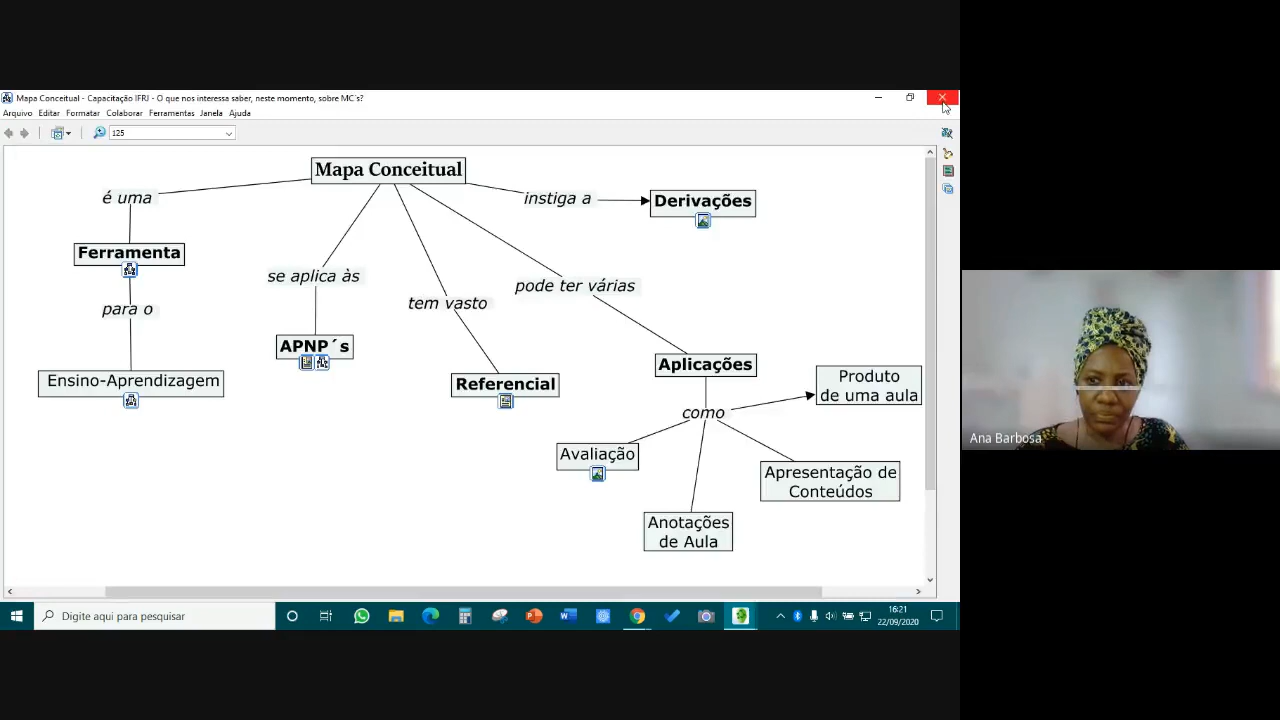 Mapa Conceitual - Capacitação IFRJ - O que nos interessa saber, neste momento, sobre MC´s?
Arquivo Editar Formatar Colaborar Ferramentas Janela Ajuda
125
Mapa Conceitual
é uma
instiga a
Derivações
Ferramenta
se aplica às
pode ter várias
para o
tem vasto
APNP´s
Aplicações
Ensino-Aprendizagem
Referencial
Produto
de uma aula
como
Avaliação
Apresentação de
Conteúdos
Anotações
de Aula
Ana Barbosa
Digite aqui para pesquisar
16:21
22/09/2020